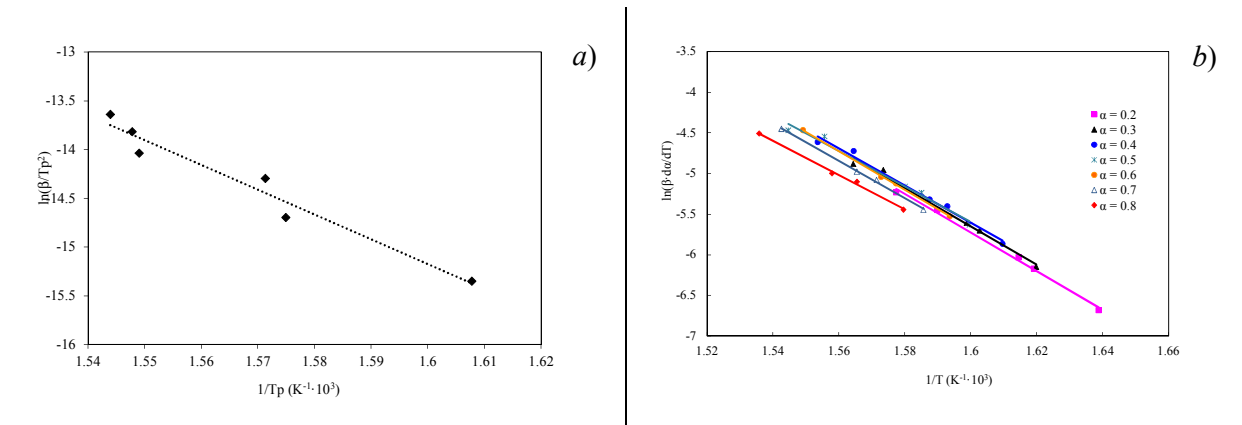 a)
-13
-13.5
-14
-14.5
-15
-15.5
-16
ln(β/Tp²)
1.54 1.55 1.56 1.57 1.58 1.59 1.6 1.61 1.62
1/Tp (K⁻¹·10³)
b)
-3.5
-4
-4.5
-5
-5.5
-6
-6.5
-7
ln(β·dα/dT)
α = 0.2
α = 0.3
α = 0.4
α = 0.5
α = 0.6
α = 0.7
α = 0.8
1.52 1.54 1.56 1.58 1.6 1.62 1.64 1.66
1/T (K⁻¹·10³)